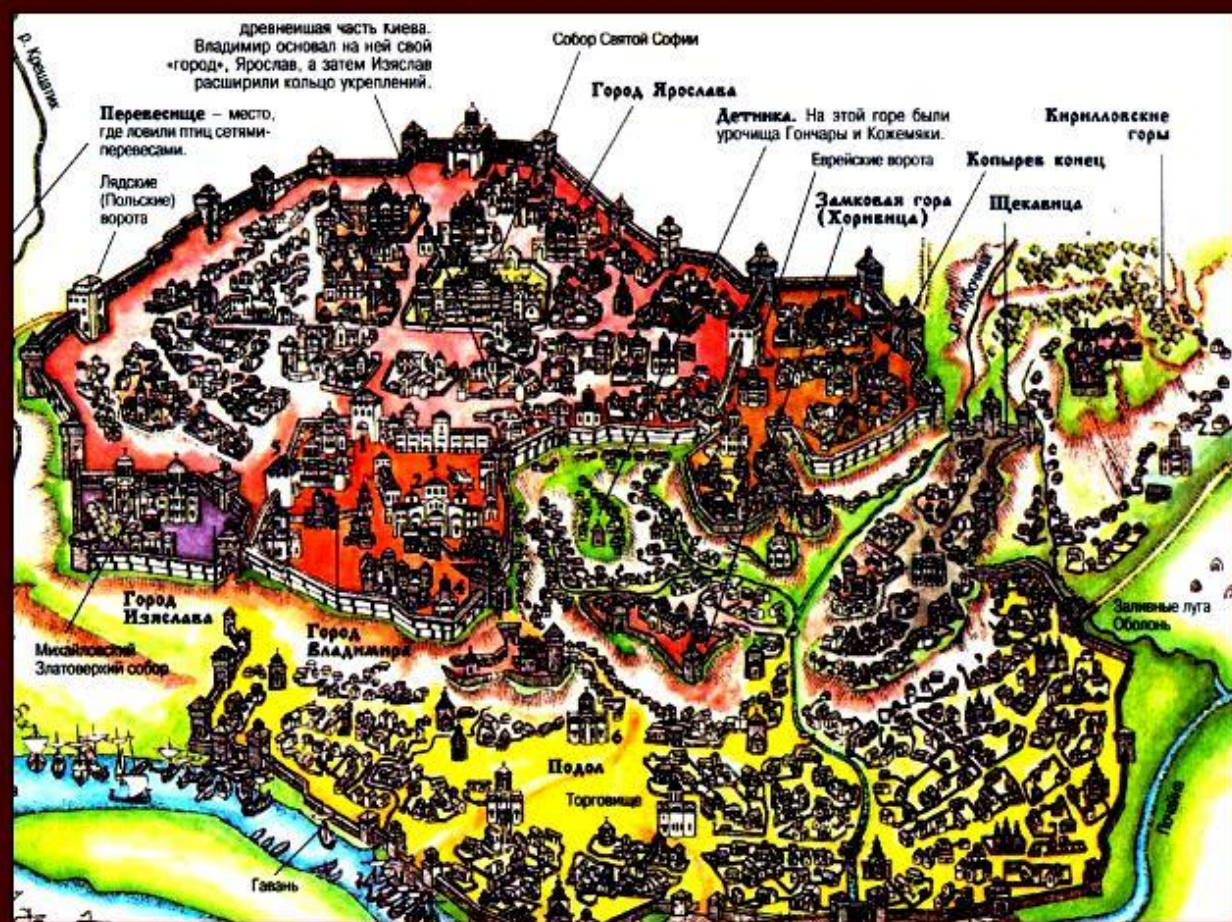 р. Крещатик
древнейшая часть Киева.
Владимир основал на ней свой
«город», Ярослав, а затем Изяслав
расширили кольцо укреплений.
Собор Святой Софии
Город Ярослава
Перевесище – место,
где ловили птиц сетями-
перевесами.
Детинка. На этой горе были
урочища Гончары и Кожемяки.
Кирилловские
горы
Еврейские ворота
Копырев конец
Лядские
(Польские)
ворота
Замковая гора
(Хоривица)
Щекавица
р. Глубочица
Город
Изяслава
Михайловский
Златоверхий собор
Город
Владимира
Заливные луга
Оболонь
Подол
Торговище
Почайна
Гавань